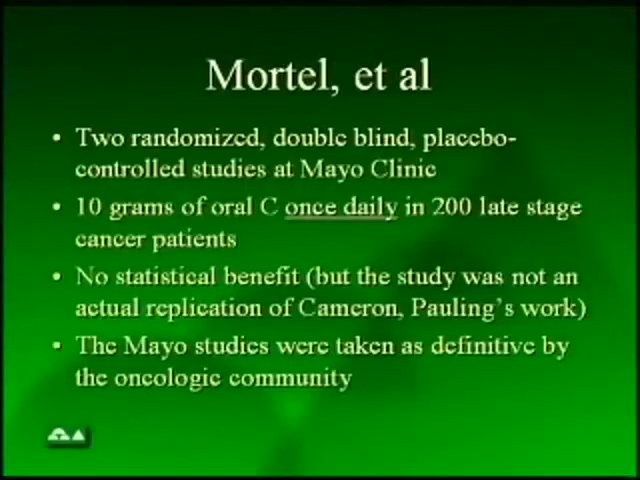 Mortel, et al
• Two randomized, double blind, placebo-
controlled studies at Mayo Clinic
• 10 grams of oral C once daily in 200 late stage
cancer patients
• No statistical benefit (but the study was not an
actual replication of Cameron, Pauling's work)
• The Mayo studies were taken as definitive by
the oncologic community